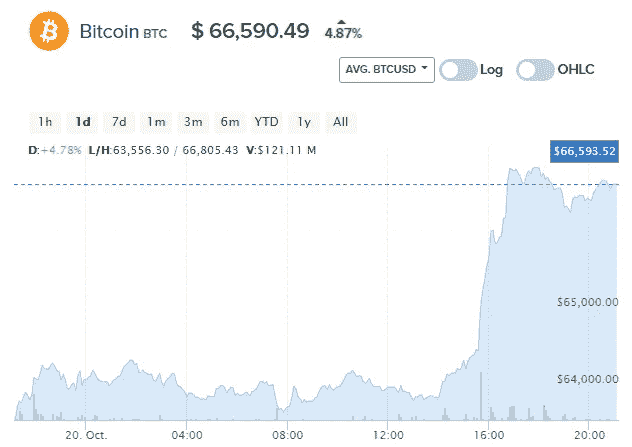 Bitcoin BTC $ 66,590.49 4.87%
AVG. BTCUSD Log OHLC
1h 1d 7d 1m 3m 6m YTD 1y All
D:+4.78% L/H:63,556.30 / 66,805.43 V:$121.11 M
$66,593.52
$65,000.00
$64,000.00
20. Oct. 04:00 08:00 12:00 16:00 20:00